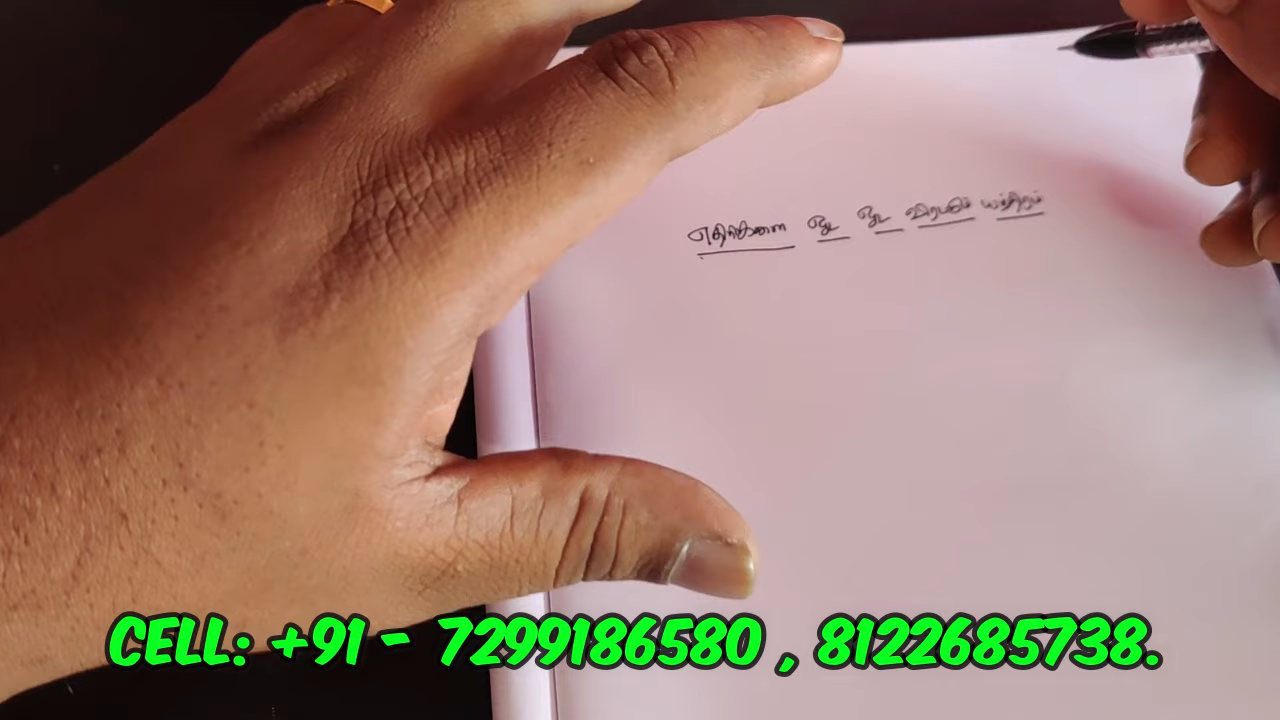 எதிரிகளை ஓட ஓட விரட்டும் யந்திரம்
CELL: +91 - 7299186580 , 8122685738.